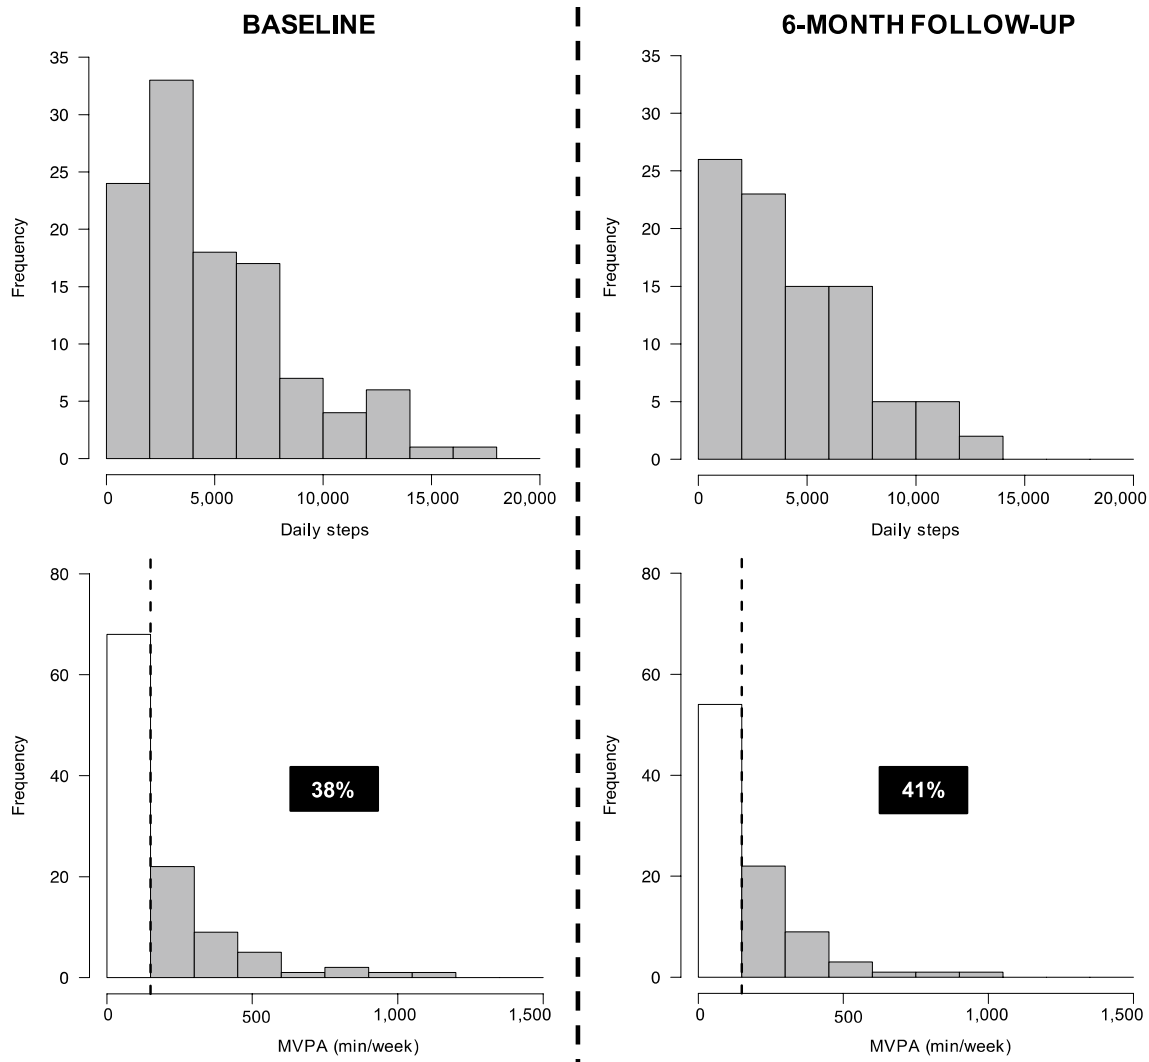 BASELINE
6-MONTH FOLLOW-UP
35
30
25
20
15
10
5
0
Frequency
0 5,000 10,000 15,000 20,000
Daily steps
35
30
25
20
15
10
5
0
Frequency
0 5,000 10,000 15,000 20,000
Daily steps
80
60
40
20
0
Frequency
38%
0 500 1,000 1,500
MVPA (min/week)
80
60
40
20
0
Frequency
41%
0 500 1,000 1,500
MVPA (min/week)